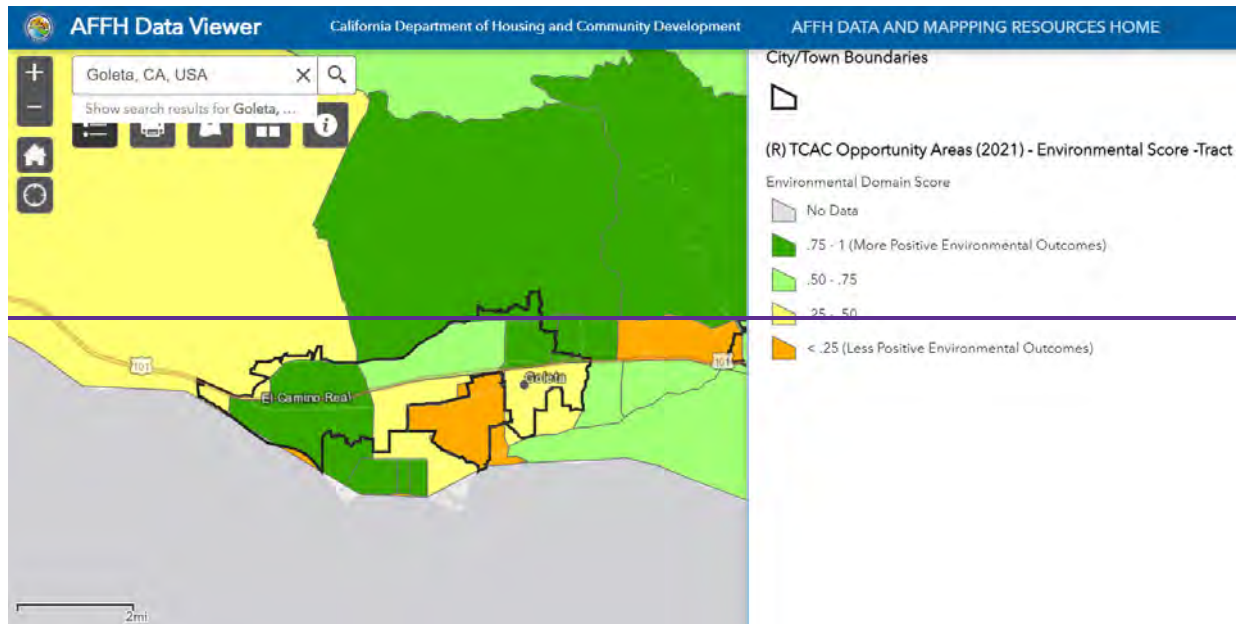 AFFH Data Viewer
California Department of Housing and Community Development
AFFH DATA AND MAPPPING RESOURCES HOME
Goleta, CA, USA
Show search results for Goleta, ...
101
101
El Camino Real
Goleta
2mi
City/Town Boundaries
(R) TCAC Opportunity Areas (2021) - Environmental Score -Tract
Environmental Domain Score
No Data
.75 - 1 (More Positive Environmental Outcomes)
.50 - .75
.25 - .50
< .25 (Less Positive Environmental Outcomes)